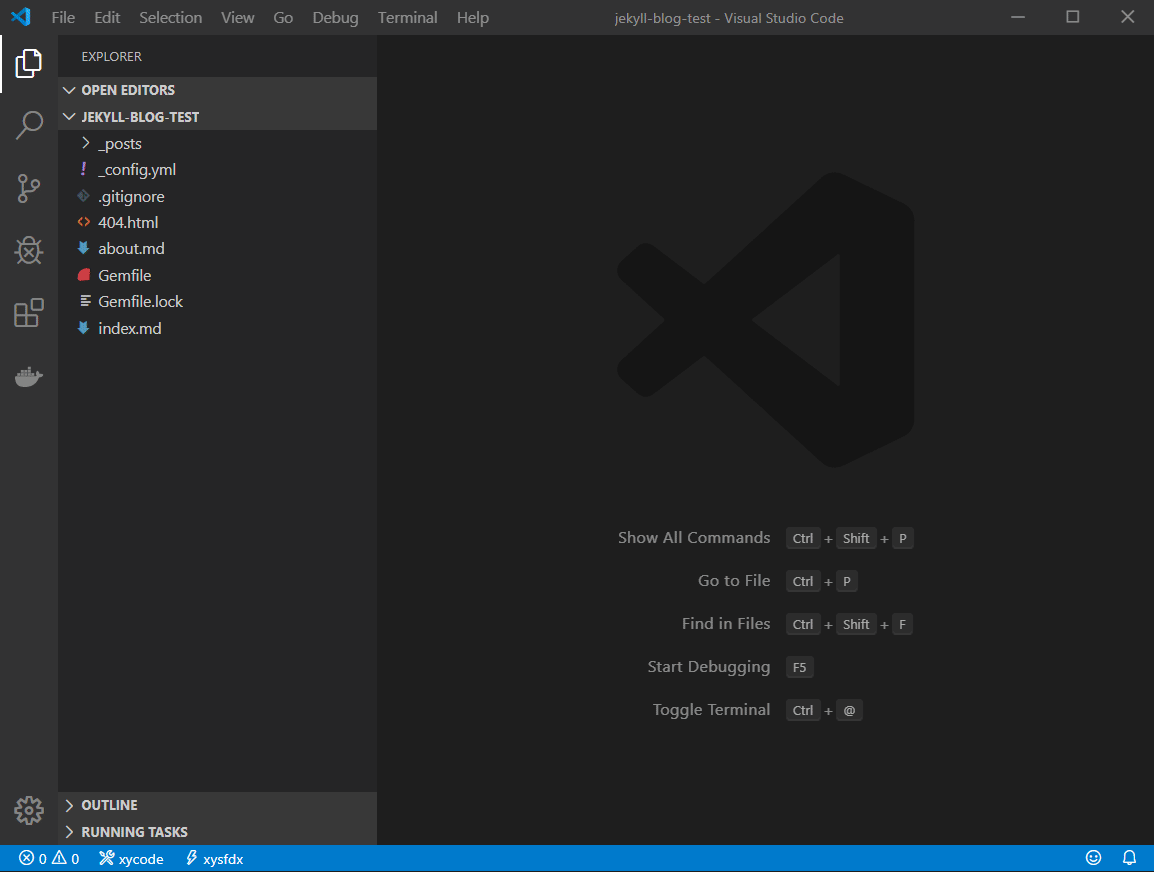 File Edit Selection View Go Debug Terminal Help jekyll-blog-test - Visual Studio Code
EXPLORER
OPEN EDITORS
JEKYLL-BLOG-TEST
_posts
! _config.yml
.gitignore
<> 404.html
about.md
Gemfile
Gemfile.lock
index.md
Show All Commands Ctrl + Shift + P
Go to File Ctrl + P
Find in Files Ctrl + Shift + F
Start Debugging F5
Toggle Terminal Ctrl + @
OUTLINE
RUNNING TASKS
0 0 xycode xysfdx